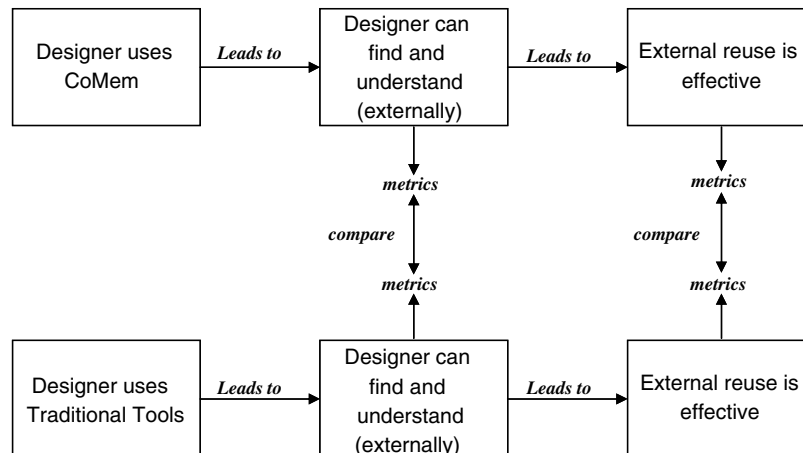 Designer uses
CoMem
Leads to
Designer can
find and
understand
(externally)
Leads to
External reuse is
effective
metrics
metrics
compare
compare
metrics
metrics
Designer uses
Traditional Tools
Leads to
Designer can
find and
understand
(externally)
Leads to
External reuse is
effective